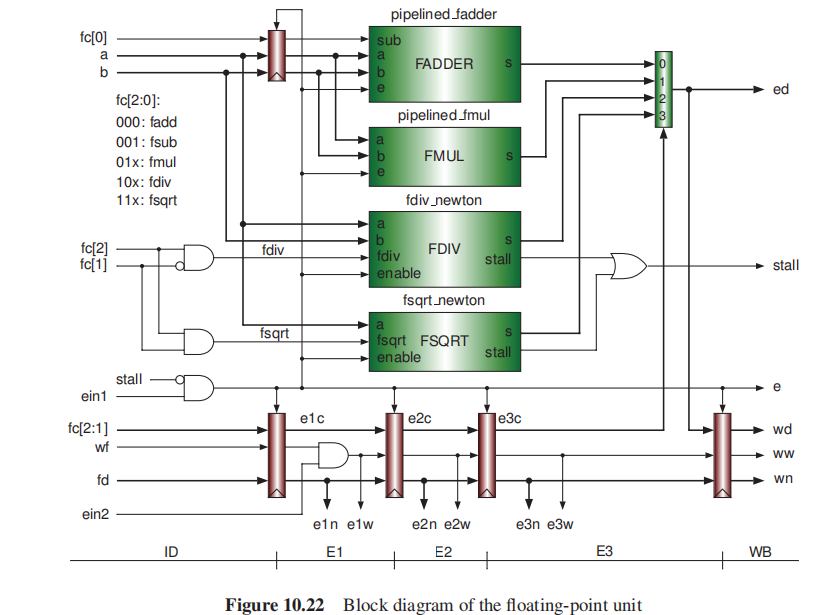 pipelined_fadder
fc[0]
a
b
sub
a
b
e
FADDER
s
0
1
2
3
ed
fc[2:0]:
000: fadd
001: fsub
01x: fmul
10x: fdiv
11x: fsqrt
pipelined_fmul
a
b
e
FMUL
s
fdiv_newton
a
b
fdiv
enable
FDIV
s
stall
fc[2]
fc[1]
fdiv
stall
fsqrt_newton
a
fsqrt
enable
FSQRT
s
stall
fsqrt
stall
ein1
e
fc[2:1]
wf
fd
ein2
e1c
e2c
e3c
wd
ww
wn
e1n e1w
e2n e2w
e3n e3w
ID E1 E2 E3 WB
Figure 10.22 Block diagram of the floating-point unit